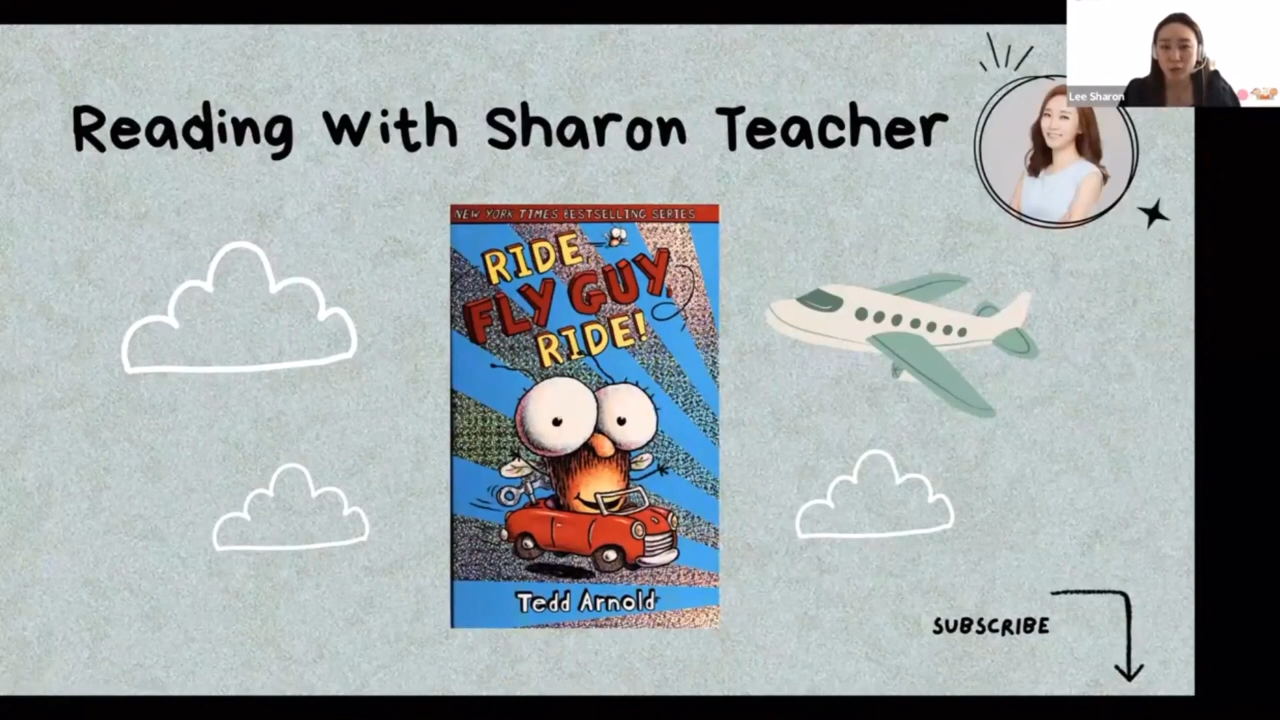 Lee Sharon
Reading with Sharon Teacher
NEW YORK TIMES BESTSELLING SERIES
RIDE
FLY GUY,
RIDE!
Tedd Arnold
SUBSCRIBE